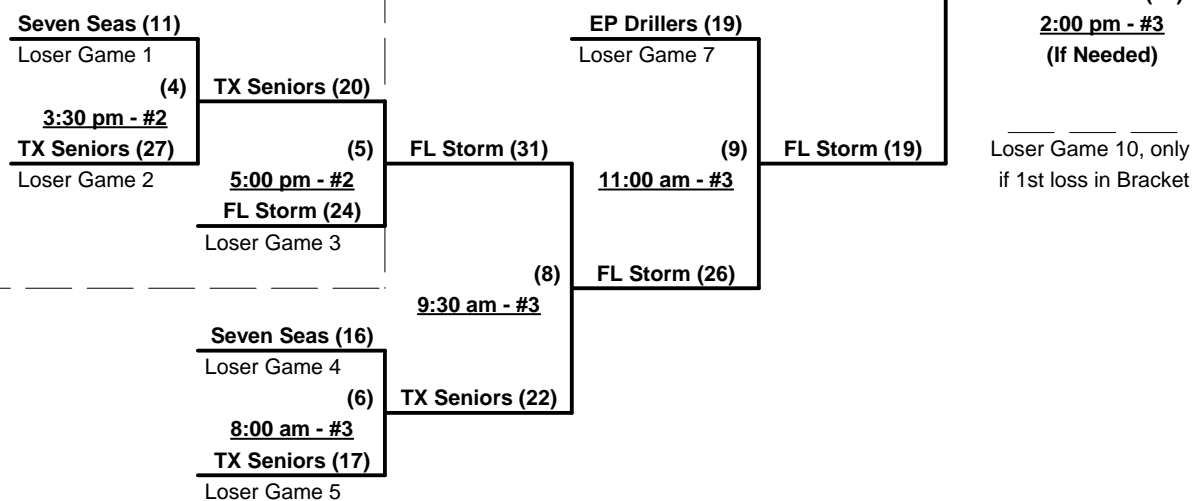 Seven Seas (11)
EP Drillers (19)
2:00 pm - #3
Loser Game 1
Loser Game 7
(If Needed)
(4)
TX Seniors (20)
3:30 pm - #2
TX Seniors (27)
(5)
FL Storm (31)
(9)
FL Storm (19)
Loser Game 10, only
Loser Game 2
5:00 pm - #2
11:00 am - #3
if 1st loss in Bracket
FL Storm (24)
Loser Game 3
(8)
FL Storm (26)
9:30 am - #3
Seven Seas (16)
Loser Game 4
(6)
TX Seniors (22)
8:00 am - #3
TX Seniors (17)
Loser Game 5